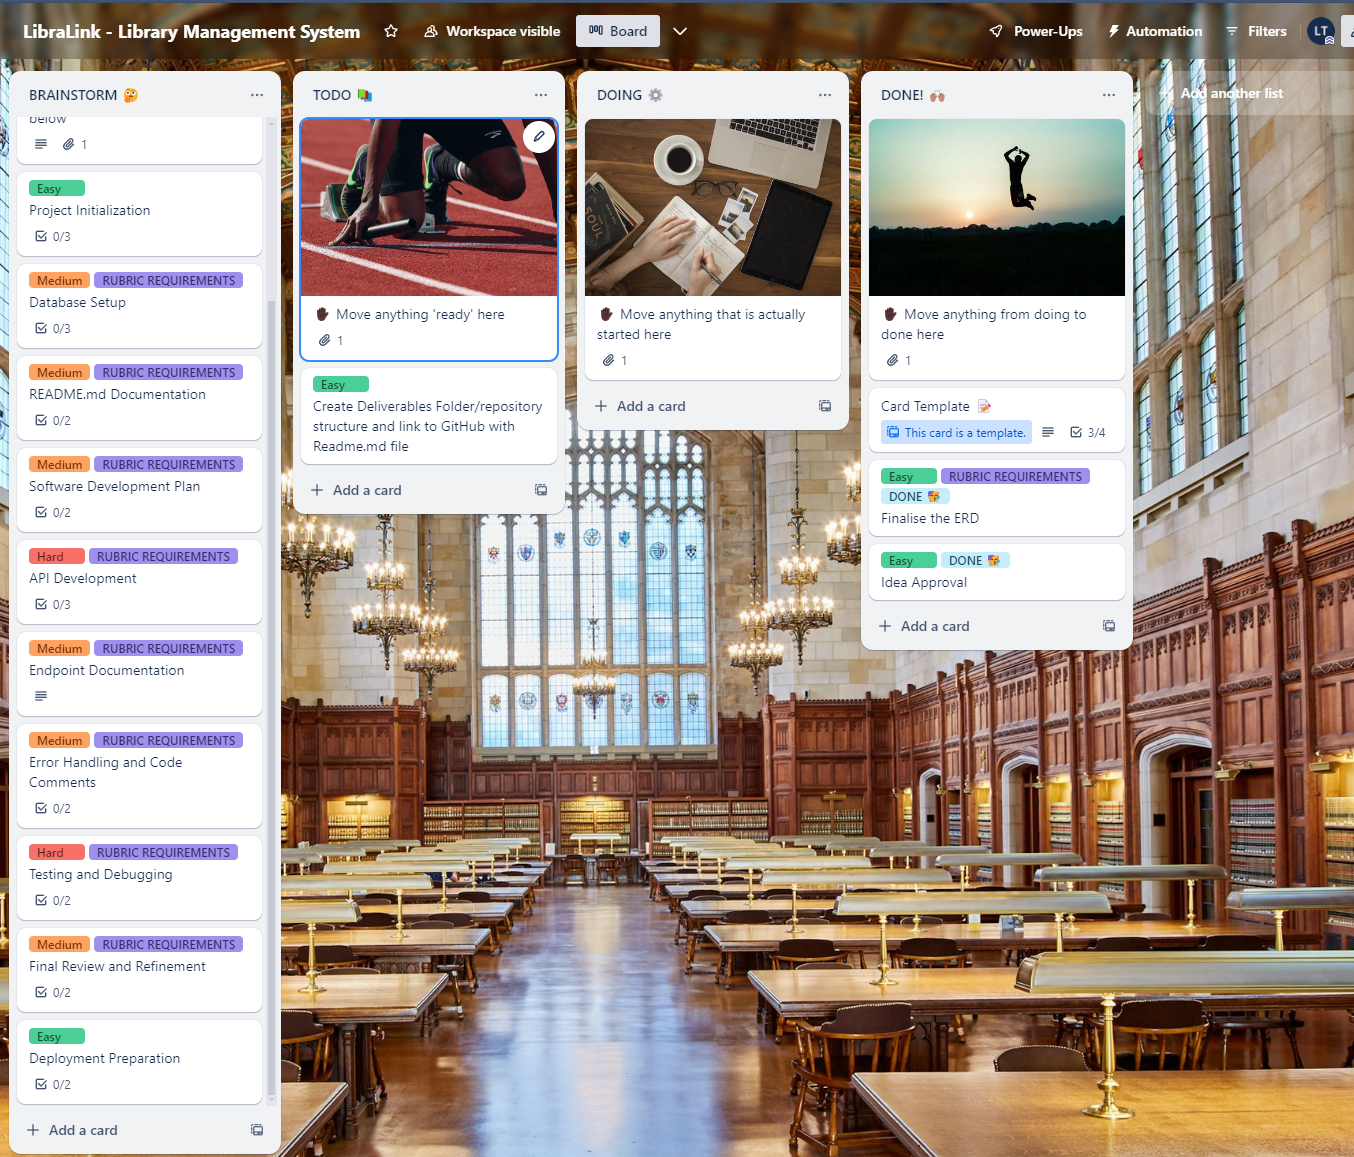 LibraLink - Library Management System
Workspace visible
Board
Power-Ups
Automation
Filters
LT
BRAINSTORM 🤔
below
1
Easy
Project Initialization
0/3
Medium RUBRIC REQUIREMENTS
Database Setup
0/3
Medium RUBRIC REQUIREMENTS
README.md Documentation
0/2
Medium RUBRIC REQUIREMENTS
Software Development Plan
0/2
Hard RUBRIC REQUIREMENTS
API Development
0/3
Medium RUBRIC REQUIREMENTS
Endpoint Documentation
Medium RUBRIC REQUIREMENTS
Error Handling and Code
Comments
0/2
Hard RUBRIC REQUIREMENTS
Testing and Debugging
0/2
Medium RUBRIC REQUIREMENTS
Final Review and Refinement
0/2
Easy
Deployment Preparation
0/2
+ Add a card
TODO
Move anything 'ready' here
1
Easy
Create Deliverables Folder/repository
structure and link to GitHub with
Readme.md file
+ Add a card
DOING ⚙️
SOUL
Move anything that is actually
started here
1
+ Add a card
DONE! 🙌🏽
Move anything from doing to
done here
1
Card Template 📝
This card is a template.
3/4
Easy RUBRIC REQUIREMENTS
DONE
Finalise the ERD
Easy DONE
Idea Approval
+ Add a card
+ Add another list